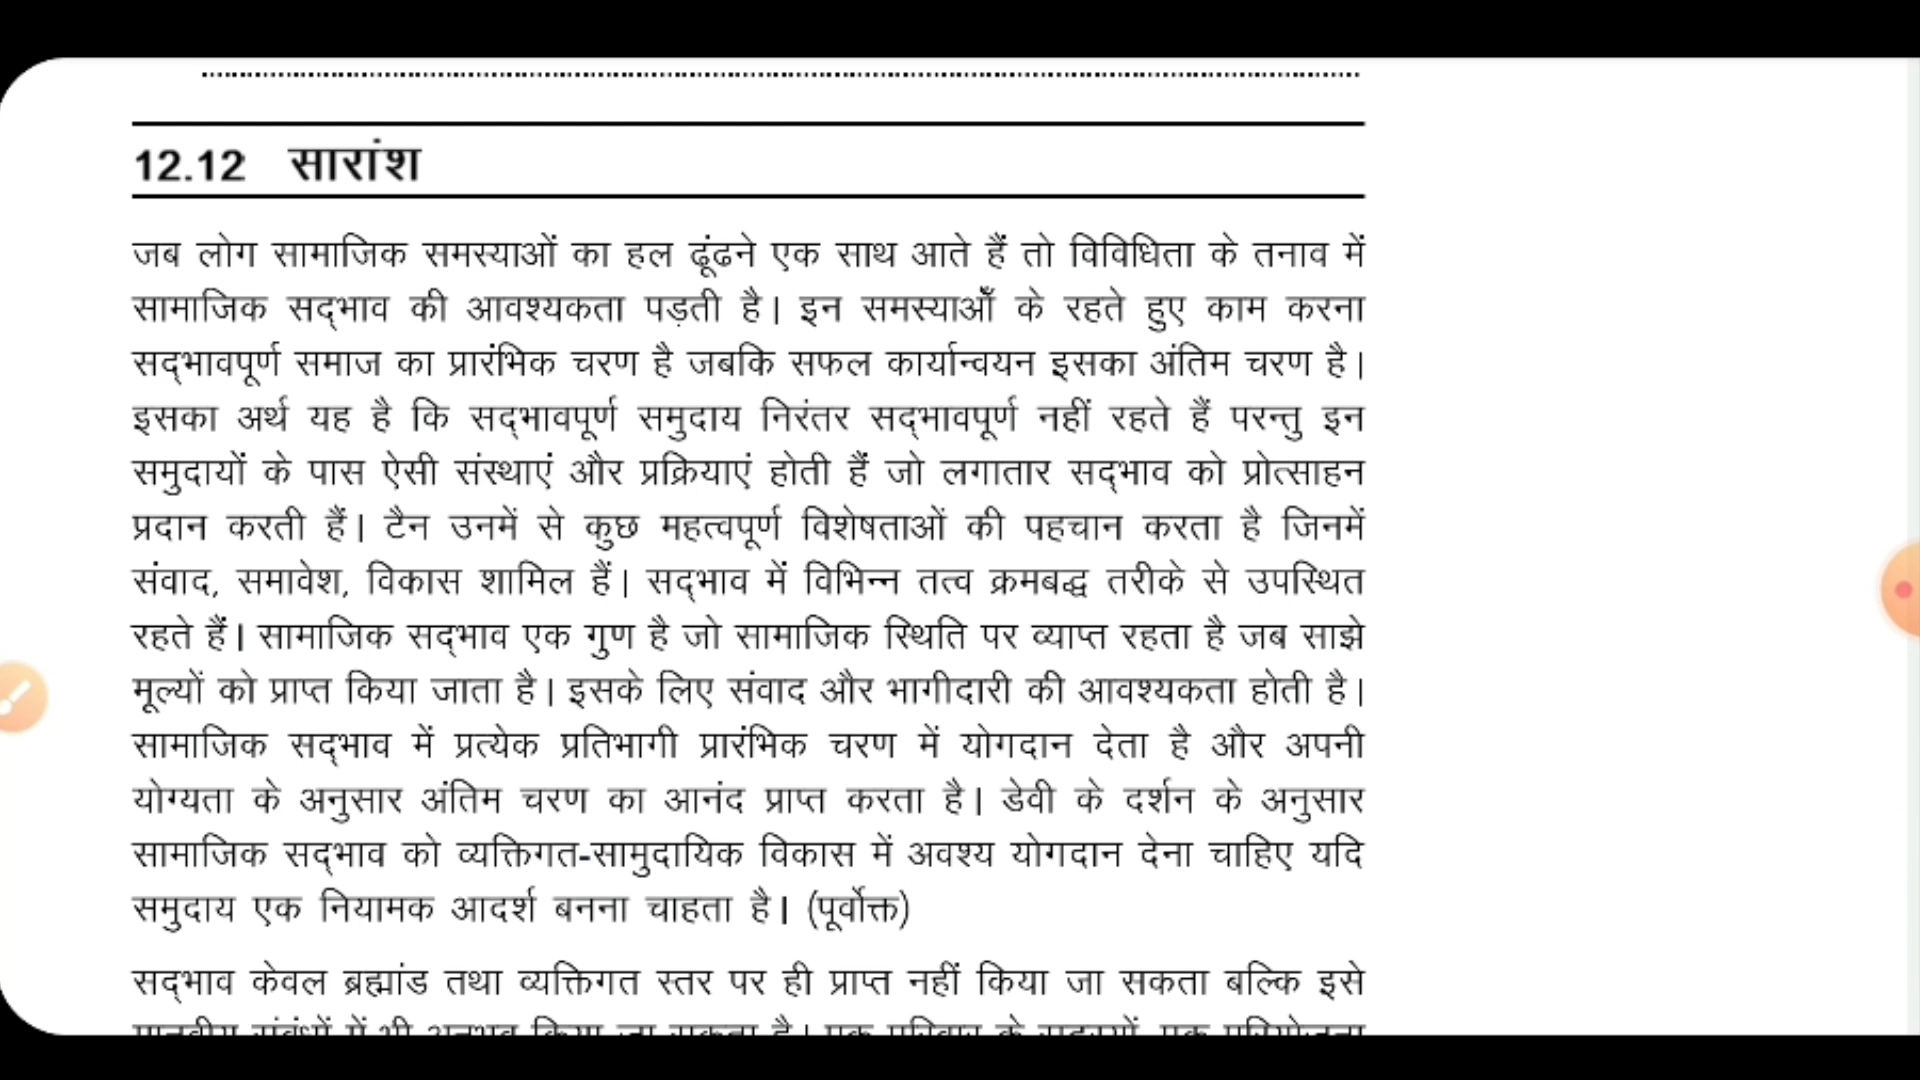 12.12 सारांश
जब लोग सामाजिक समस्याओं का हल ढूंढने एक साथ आते हैं तो विविधिता के तनाव में
सामाजिक सद्भाव की आवश्यकता पड़ती है। इन समस्याओं के रहते हुए काम करना
सद्भावपूर्ण समाज का प्रारंभिक चरण है जबकि सफल कार्यान्वयन इसका अंतिम चरण है।
इसका अर्थ यह है कि सद्भावपूर्ण समुदाय निरंतर सद्भावपूर्ण नहीं रहते हैं परन्तु इन
समुदायों के पास ऐसी संस्थाएं और प्रक्रियाएं होती हैं जो लगातार सद्भाव को प्रोत्साहन
प्रदान करती हैं। टैन उनमें से कुछ महत्वपूर्ण विशेषताओं की पहचान करता है जिनमें
संवाद, समावेश, विकास शामिल हैं। सद्भाव में विभिन्न तत्व क्रमबद्ध तरीके से उपस्थित
रहते हैं। सामाजिक सद्भाव एक गुण है जो सामाजिक स्थिति पर व्याप्त रहता है जब साझे
मूल्यों को प्राप्त किया जाता है। इसके लिए संवाद और भागीदारी की आवश्यकता होती है।
सामाजिक सद्भाव में प्रत्येक प्रतिभागी प्रारंभिक चरण में योगदान देता है और अपनी
योग्यता के अनुसार अंतिम चरण का आनंद प्राप्त करता है। डेवी के दर्शन के अनुसार
सामाजिक सद्भाव को व्यक्तिगत-सामुदायिक विकास में अवश्य योगदान देना चाहिए यदि
समुदाय एक नियामक आदर्श बनना चाहता है। (पूर्वोक्त)
सद्भाव केवल ब्रह्मांड तथा व्यक्तिगत स्तर पर ही प्राप्त नहीं किया जा सकता बल्कि इसे